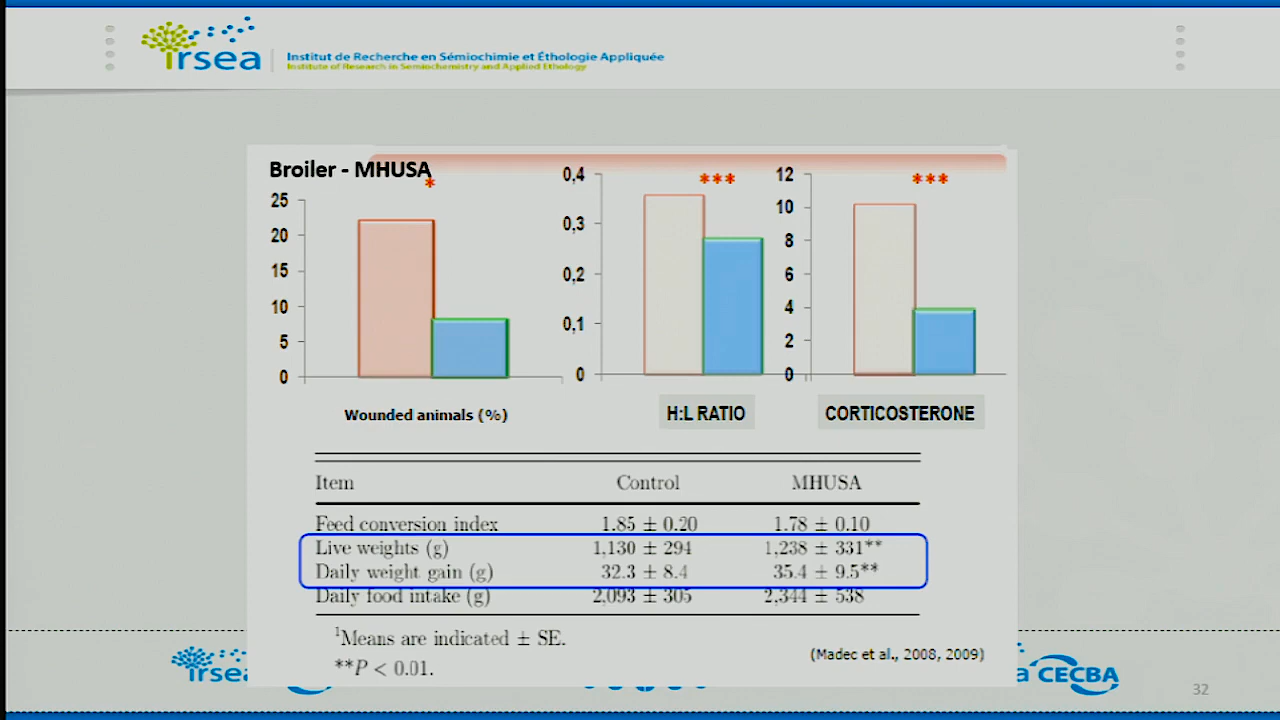 irsea
Institut de Recherche en Sémiochimie et Éthologie Appliquée
Institute of Research in Semiochemistry and Applied Ethology
Broiler - MHUSA
*
25
20
15
10
5
0
Wounded animals (%)
0,4
0,3
0,2
0,1
0
***
H:L RATIO
12
10
8
6
4
2
0
***
CORTICOSTERONE
Item Control MHUSA
Feed conversion index 1.85 ± 0.20 1.78 ± 0.10
Live weights (g) 1,130 ± 294 1,238 ± 331**
Daily weight gain (g) 32.3 ± 8.4 35.4 ± 9.5**
Daily food intake (g) 2,093 ± 305 2,344 ± 538
1Means are indicated ± SE.
**P < 0.01.
(Madec et al., 2008, 2009)
irsea
CECBA
32